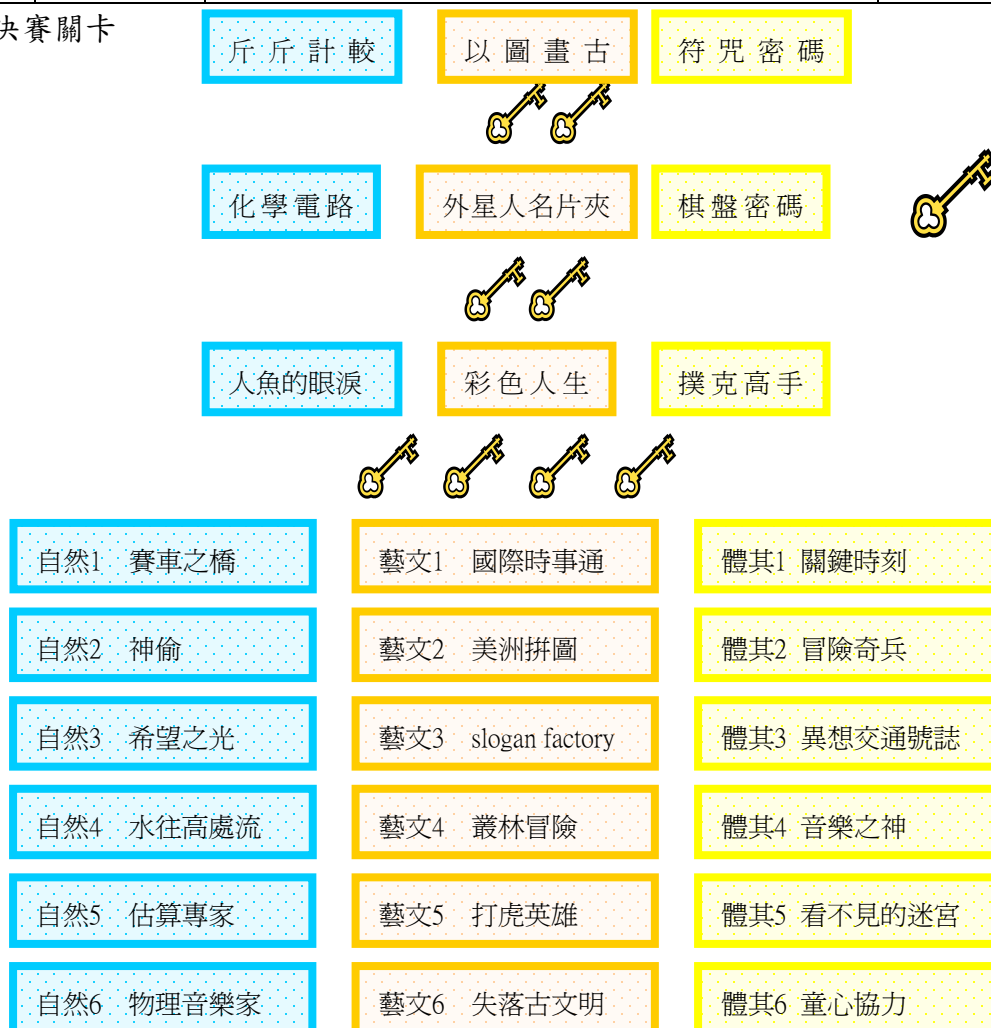 決賽關卡
斤斤計較 以圖畫古 符咒密碼
化學電路 外星人名片夾 棋盤密碼
人魚的眼淚 彩色人生 撲克高手
自然1 賽車之橋 藝文1 國際時事通 體其1 關鍵時刻
自然2 神偷 藝文2 美洲拼圖 體其2 冒險奇兵
自然3 希望之光 藝文3 slogan factory 體其3 異想交通號誌
自然4 水往高處流 藝文4 叢林冒險 體其4 音樂之神
自然5 估算專家 藝文5 打虎英雄 體其5 看不見的迷宮
自然6 物理音樂家 藝文6 失落古文明 體其6 童心協力